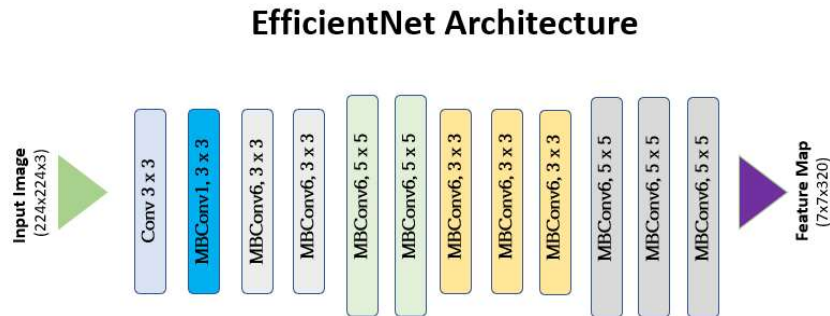 EfficientNet Architecture
Input Image
(224x224x3)
Conv 3 x 3
MBConv1, 3 x 3
MBConv6, 3 x 3
MBConv6, 3 x 3
MBConv6, 5 x 5
MBConv6, 5 x 5
MBConv6, 3 x 3
MBConv6, 3 x 3
MBConv6, 3 x 3
MBConv6, 5 x 5
MBConv6, 5 x 5
MBConv6, 5 x 5
Feature Map
(7x7x320)